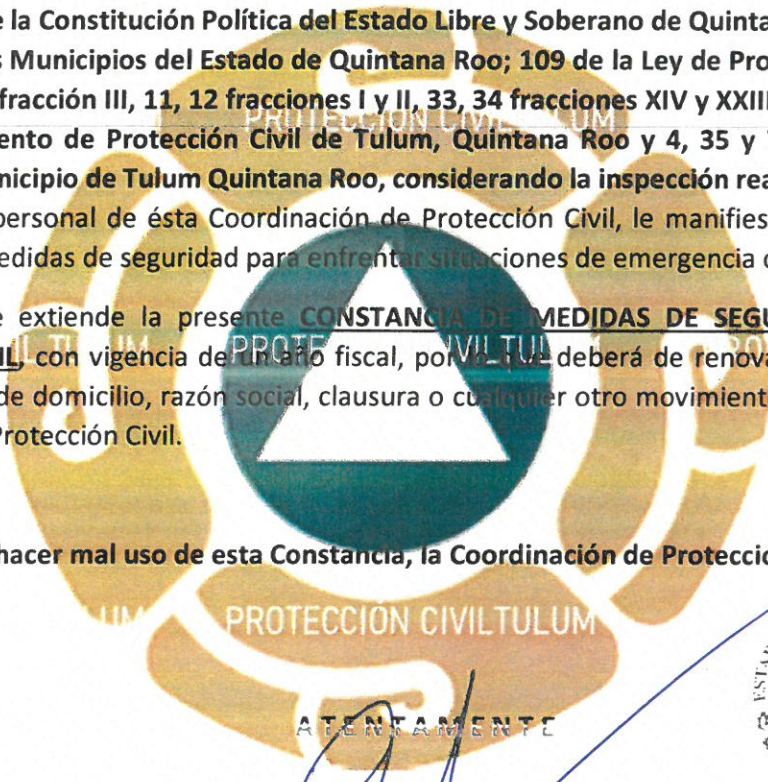 e la Constitución Política del Estado Libre y Soberano de Quinta
s Municipios del Estado de Quintana Roo; 109 de la Ley de Pro
fracción III, 11, 12 fracciones I y II, 33, 34 fracciones XIV y XXIII
PROTECCIÓN CIVILTULUM
ento de Protección Civil de Tulum, Quintana Roo y 4, 35 y
nicipio de Tulum Quintana Roo, considerando la inspección rea
personal de ésta Coordinación de Protección Civil, le manifies
edidas de seguridad para enfrentar situaciones de emergencia
e extiende la presente CONSTANCIA DE MEDIDAS DE SEGU
IL, con vigencia de un año fiscal, por lo que deberá de renova
de domicilio, razón social, clausura o cualquier otro movimient
Protección Civil.
hacer mal uso de esta Constancia, la Coordinación de Protecció
PROTECCIÓN CIVILTULUM
ATENTAMENTE